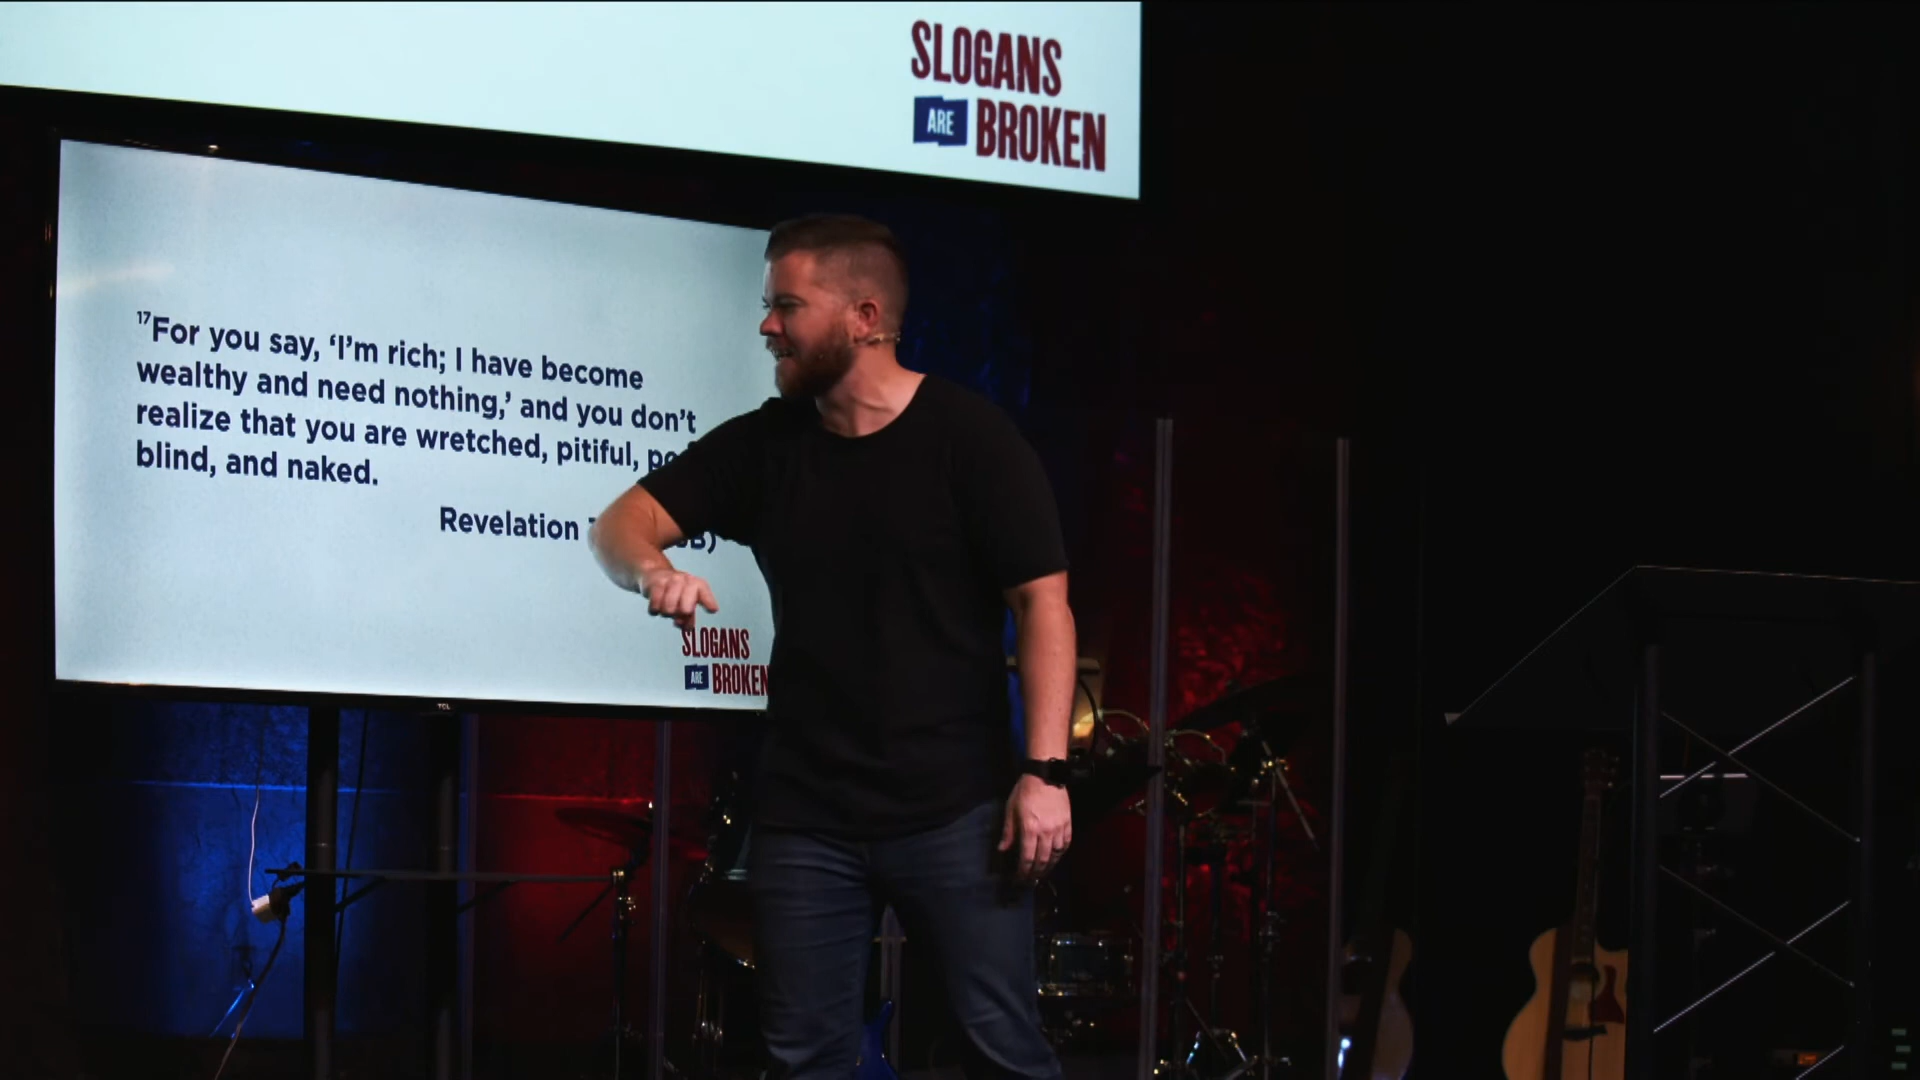 SLOGANS
ARE BROKEN
17For you say, ‘I’m rich; I have become
wealthy and need nothing,’ and you don’t
realize that you are wretched, pitiful,
blind, and naked.
Revelation
SLOGANS
ARE BROKEN
TCL